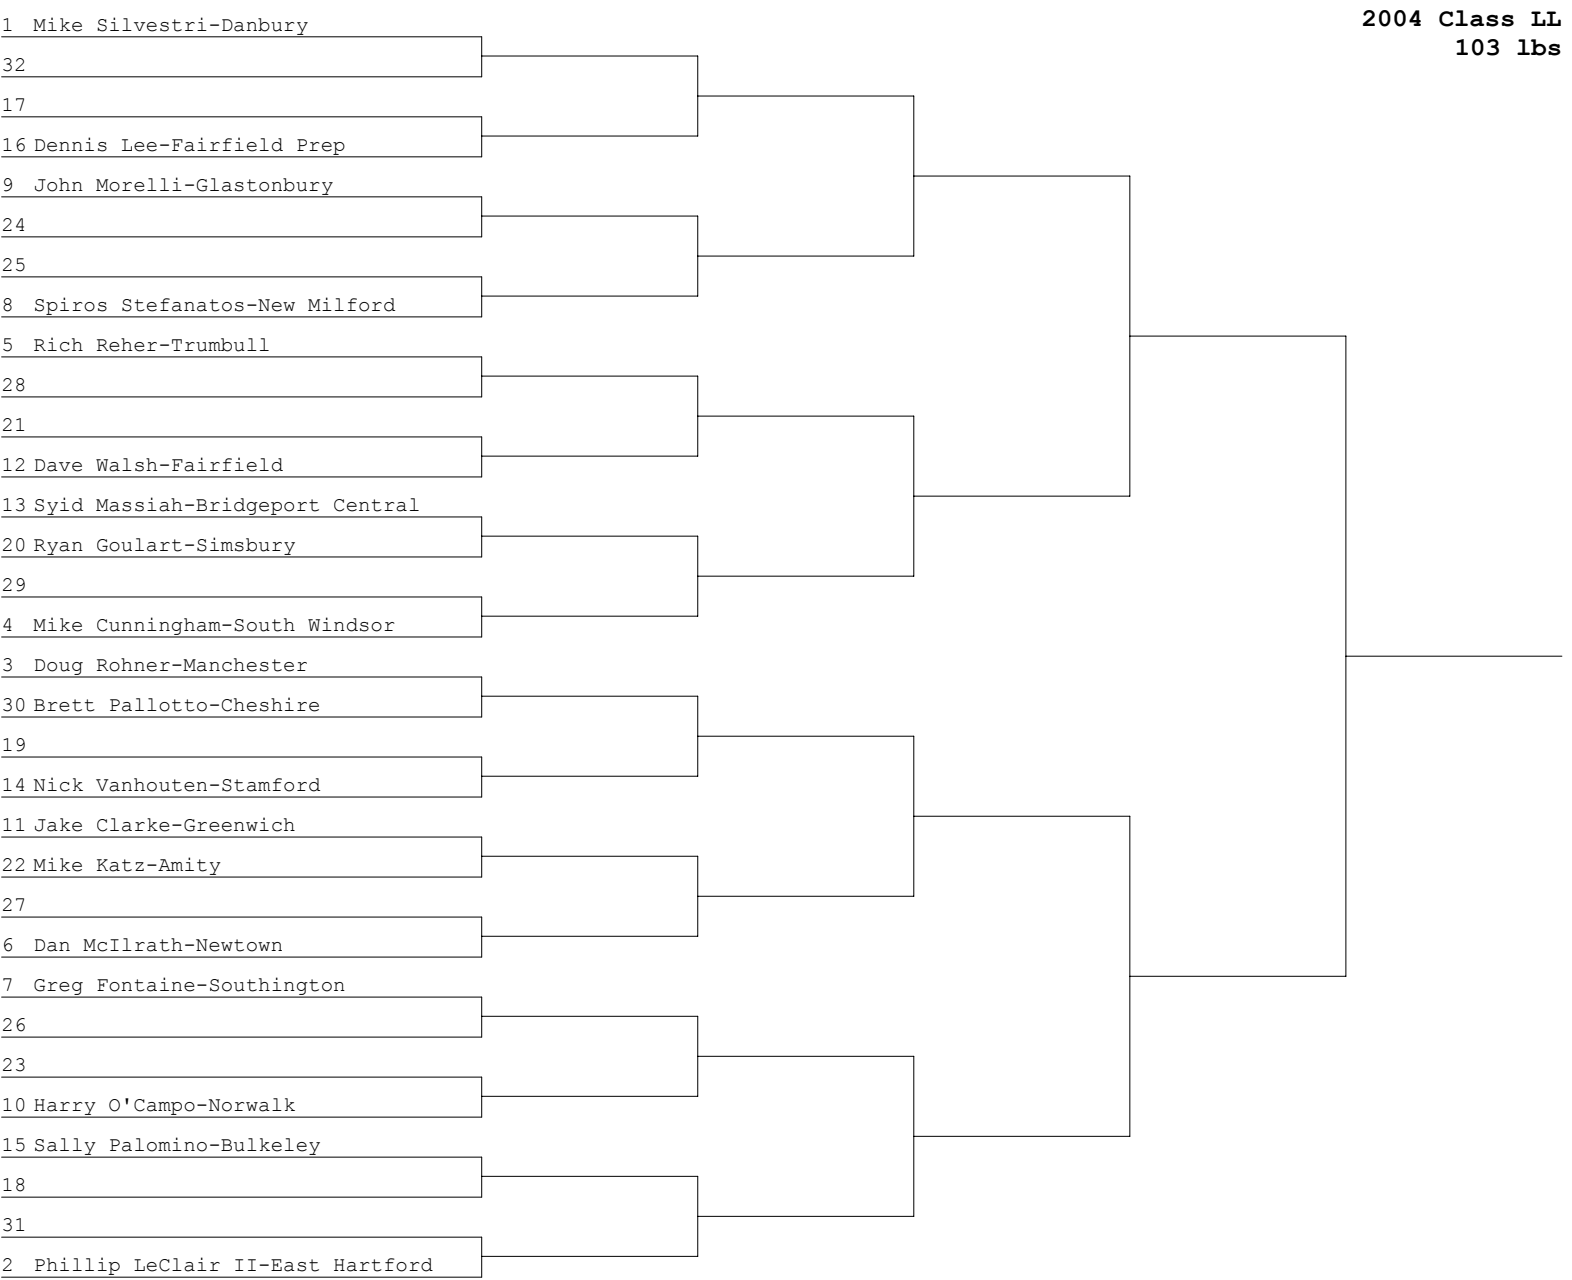 2004 Class LL
103 lbs
1 Mike Silvestri-Danbury
32
17
16 Dennis Lee-Fairfield Prep
9 John Morelli-Glastonbury
24
25
8 Spiros Stefanatos-New Milford
5 Rich Reher-Trumbull
28
21
12 Dave Walsh-Fairfield
13 Syid Massiah-Bridgeport Central
20 Ryan Goulart-Simsbury
29
4 Mike Cunningham-South Windsor
3 Doug Rohner-Manchester
30 Brett Pallotto-Cheshire
19
14 Nick Vanhouten-Stamford
11 Jake Clarke-Greenwich
22 Mike Katz-Amity
27
6 Dan McIlrath-Newtown
7 Greg Fontaine-Southington
26
23
10 Harry O'Campo-Norwalk
15 Sally Palomino-Bulkeley
18
31
2 Phillip LeClair II-East Hartford